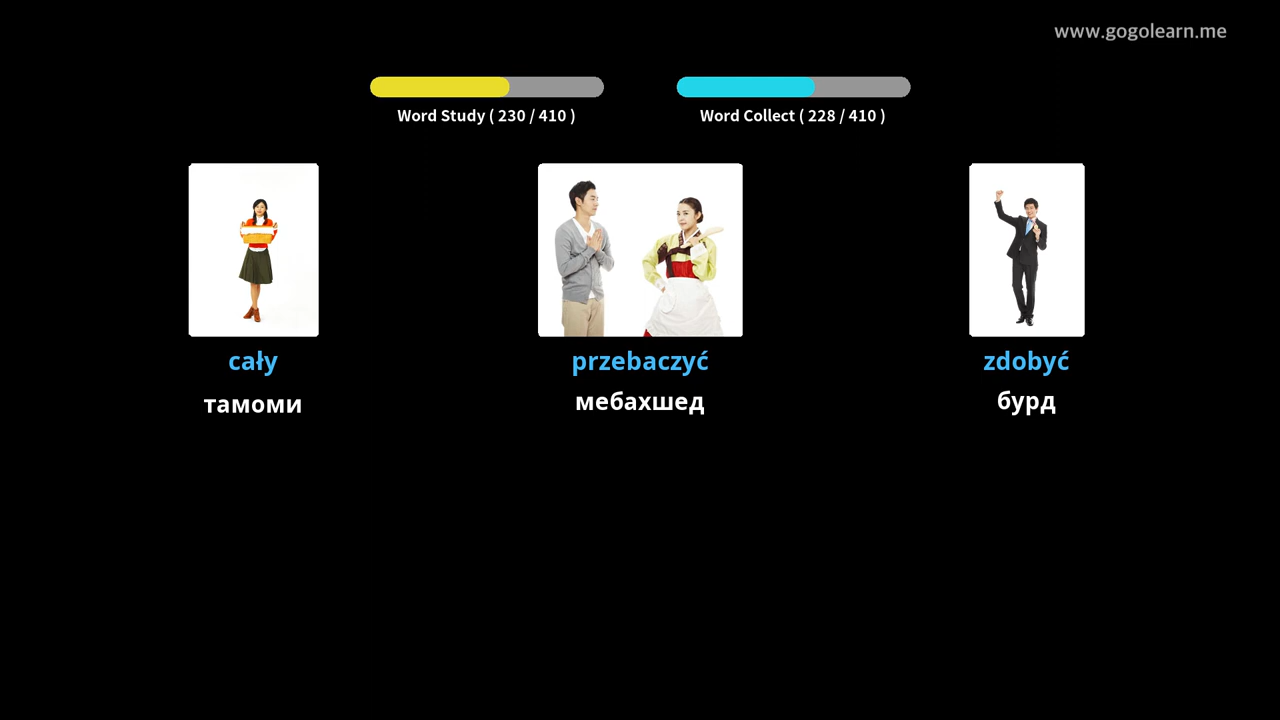 www.gogolearn.me
Word Study ( 230 / 410 )
Word Collect ( 228 / 410 )
cały
przebaczyć
zdobyć
тамоми
мебахшед
бурд